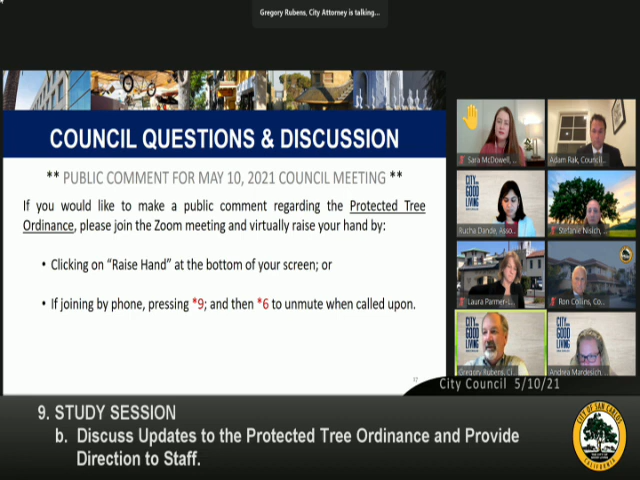 Gregory Rubens, City Attorney is talking...
COUNCIL QUESTIONS & DISCUSSION
** PUBLIC COMMENT FOR MAY 10, 2021 COUNCIL MEETING **
If you would like to make a public comment regarding the Protected Tree
Ordinance, please join the Zoom meeting and virtually raise your hand by:
• Clicking on "Raise Hand" at the bottom of your screen; or
• If joining by phone, pressing *9; and then *6 to unmute when called upon.
17
Sara McDowell, ...
Adam Rak, Council...
CITY OF GOOD LIVING
Rucha Dande, Asso...
Stefanie Nisich, ...
Laura Parmer-L...
Ron Collins, Co...
CITY OF GOOD LIVING
Gregory Rubens, Ci...
CITY OF GOOD LIVING
Andrea Mardesich, ...
City Council 5/10/21
9. STUDY SESSION
b. Discuss Updates to the Protected Tree Ordinance and Provide
Direction to Staff.
CITY OF SAN CARLOS
CALIFORNIA